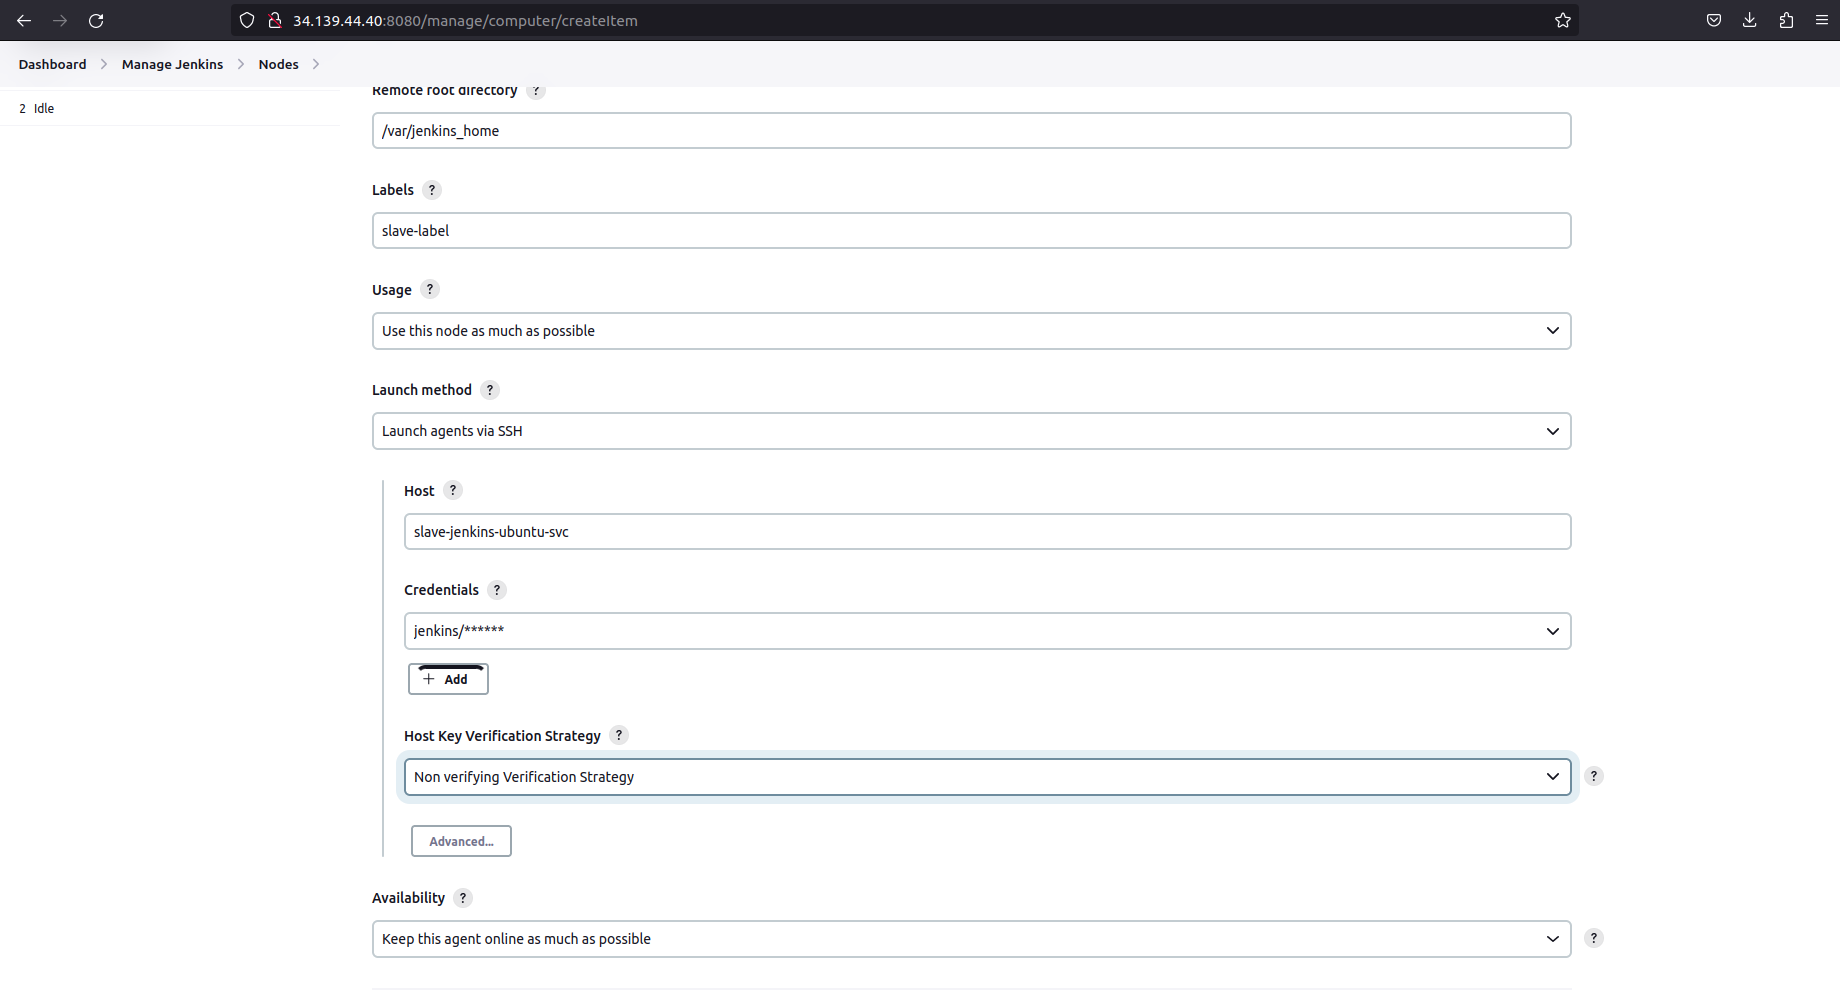 34.139.44.40:8080/manage/computer/createItem
Dashboard > Manage Jenkins > Nodes >
2 Idle
Remote root directory ?
/var/jenkins_home
Labels ?
slave-label
Usage ?
Use this node as much as possible
Launch method ?
Launch agents via SSH
Host ?
slave-jenkins-ubuntu-svc
Credentials ?
jenkins/******
+ Add
Host Key Verification Strategy ?
Non verifying Verification Strategy
?
Advanced...
Availability ?
Keep this agent online as much as possible
?